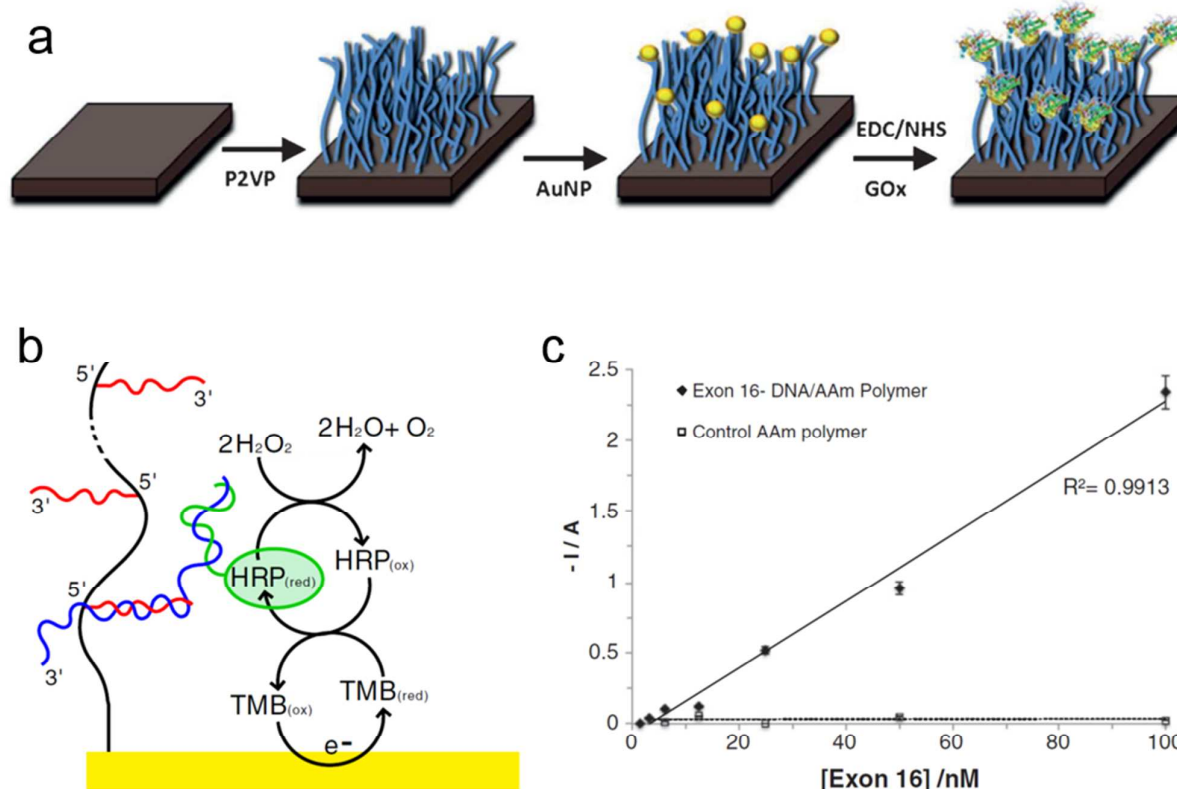 a
P2VP
AuNP
EDC/NHS
GOx
b
5'
3'
5'
3'
5'
3'
2H₂O₂
2H₂O+ O₂
HRP(red)
HRP(ox)
TMB(ox)
TMB(red)
e-
c
2.5
2
1.5
1
0.5
0
- I / A
Exon 16- DNA/AAm Polymer
Control AAm polymer
R²= 0.9913
0
20
40
60
80
100
[Exon 16] /nM